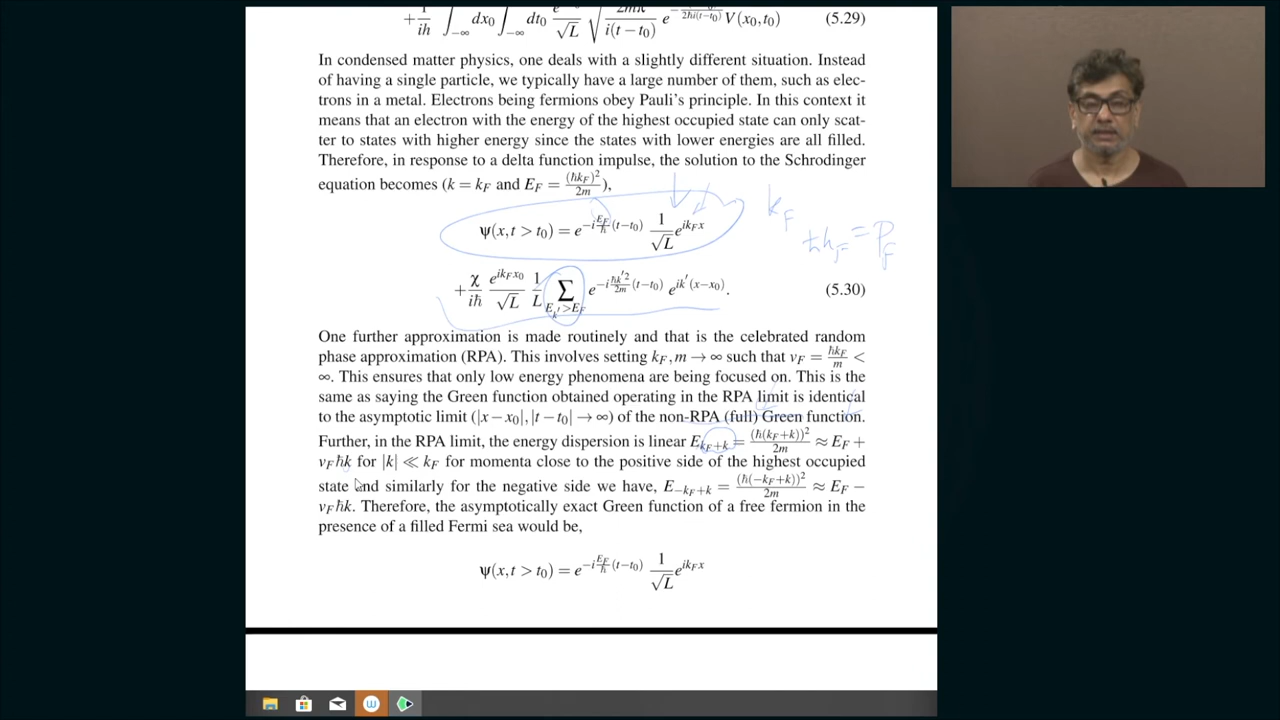 + 1/iħ ∫_{−∞} dx₀ ∫_{−∞} dt₀ /√L √ /i(t−t₀) e V(x₀,t₀) (5.29)
In condensed matter physics, one deals with a slightly different situation. Instead
of having a single particle, we typically have a large number of them, such as elec-
trons in a metal. Electrons being fermions obey Pauli's principle. In this context it
means that an electron with the energy of the highest occupied state can only scat-
ter to states with higher energy since the states with lower energies are all filled.
Therefore, in response to a delta function impulse, the solution to the Schrodinger
equation becomes (k = k_F and E_F = (ħk_F)²/2m),
k_F
ψ(x,t > t₀) = e^{−i E_F/ħ (t−t₀)} 1/√L e^{ik_F x}
ħk_F = P_F
+ χ/iħ e^{ik_F x₀}/√L 1/L ∑_{E_k′>E_F} e^{−i ħk′²/2m (t−t₀)} e^{ik′(x−x₀)}. (5.30)
One further approximation is made routinely and that is the celebrated random
phase approximation (RPA). This involves setting k_F, m → ∞ such that v_F = ħk_F/m <
∞. This ensures that only low energy phenomena are being focused on. This is the
same as saying the Green function obtained operating in the RPA limit is identical
to the asymptotic limit (|x − x₀|, |t − t₀| → ∞) of the non-RPA (full) Green function.
Further, in the RPA limit, the energy dispersion is linear E_{k_F+k} = (ħ(k_F+k))²/2m ≈ E_F +
v_Fħk for |k| ≪ k_F for momenta close to the positive side of the highest occupied
state and similarly for the negative side we have, E_{−k_F+k} = (ħ(−k_F+k))²/2m ≈ E_F −
v_Fħk. Therefore, the asymptotically exact Green function of a free fermion in the
presence of a filled Fermi sea would be,
ψ(x,t > t₀) = e^{−i E_F/ħ (t−t₀)} 1/√L e^{ik_F x}